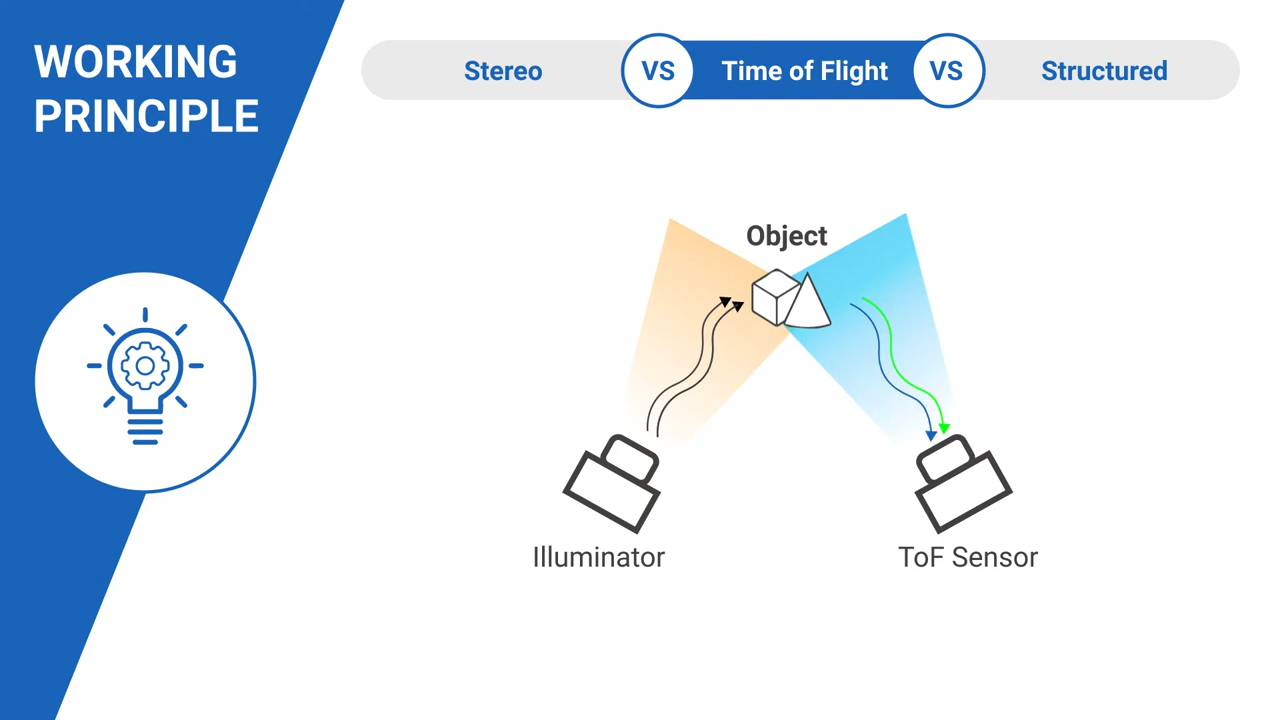 WORKING
PRINCIPLE
Stereo
VS
Time of Flight
VS
Structured
Object
Illuminator
ToF Sensor